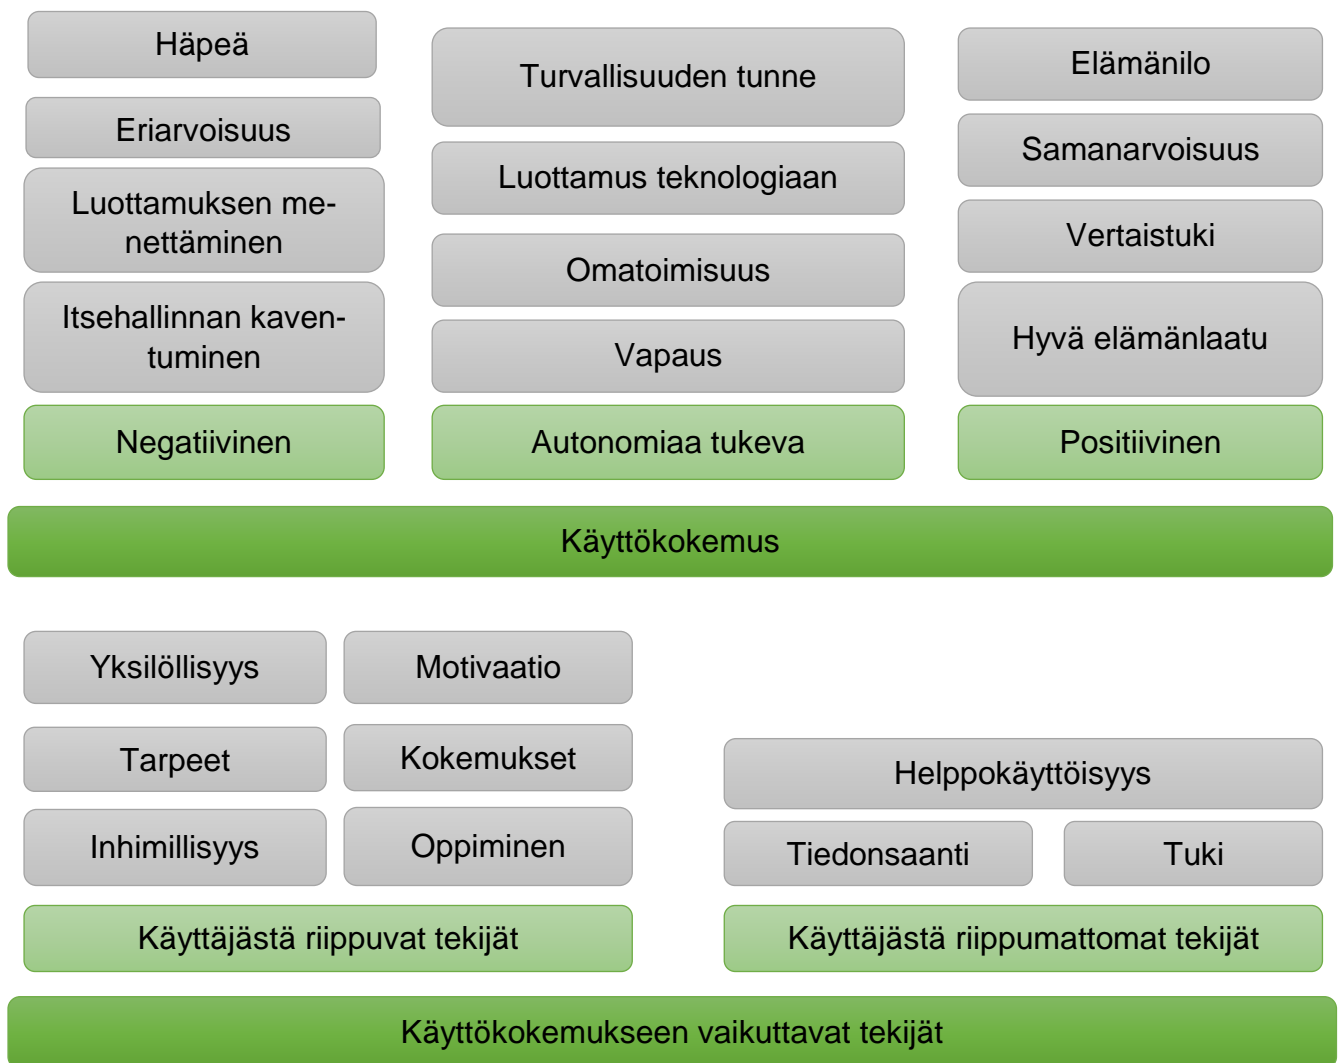 Häpeä
Eriarvoisuus
Luottamuksen me-
nettäminen
Itsehallinnan kaven-
tuminen
Negatiivinen
Turvallisuuden tunne
Luottamus teknologiaan
Omatoimisuus
Vapaus
Autonomiaa tukeva
Elämänilo
Samanarvoisuus
Vertaistuki
Hyvä elämänlaatu
Positiivinen
Käyttökokemus
Yksilöllisyys
Motivaatio
Tarpeet
Kokemukset
Inhimillisyys
Oppiminen
Käyttäjästä riippuvat tekijät
Helppokäyttöisyys
Tiedonsaanti
Tuki
Käyttäjästä riippumattomat tekijät
Käyttökokemukseen vaikuttavat tekijät